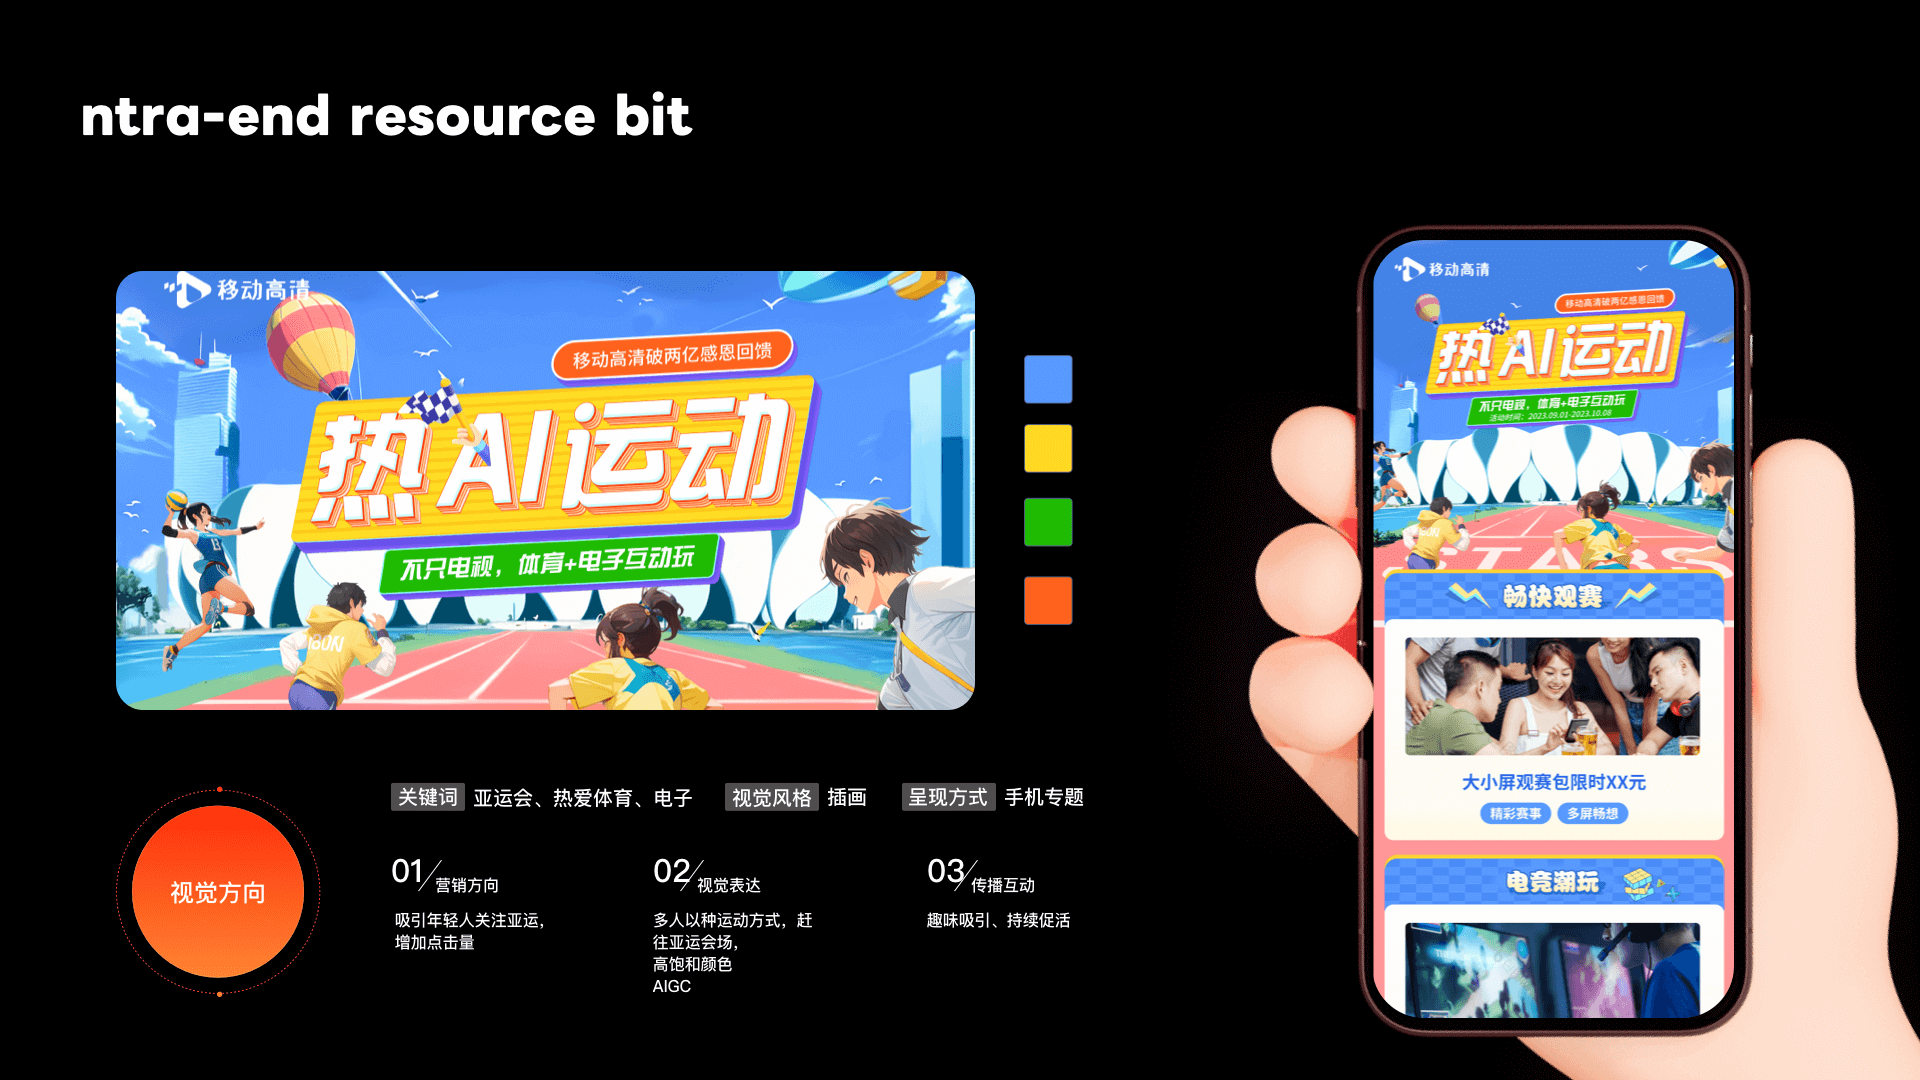 ntra-end resource bit
移动高清
移动高清破两亿感恩回馈
热AI运动
不只电视，体育+电子互动玩
关键词 亚运会、热爱体育、电子
视觉风格 插画
呈现方式 手机专题
视觉方向
01/营销方向
吸引年轻人关注亚运，
增加点击量
02/视觉表达
多人以种运动方式，赶
往亚运会场，
高饱和颜色
AIGC
03/传播互动
趣味吸引、持续促活
移动高清
移动高清破两亿感恩回馈
热AI运动
不只电视，体育+电子互动玩
活动时间：2023.09.01-2023.10.08
畅快观赛
大小屏观赛包限时XX元
精彩赛事
多屏畅想
电竞潮玩